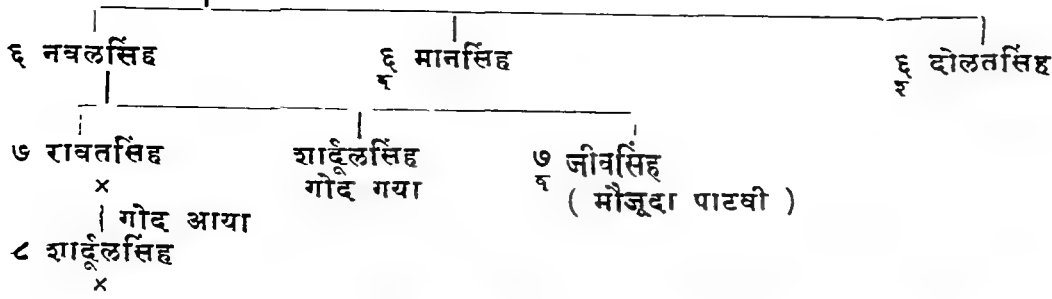 ६ नवलसिंह ६ व मानसिंह ६ श दोलतसिंह
७ रावतसिंह शार्दूलसिंह ७ व जीवसिंह
× गोद गया ( मौजूदा पाटवी )
गोद आया
८ शार्दूलसिंह
×